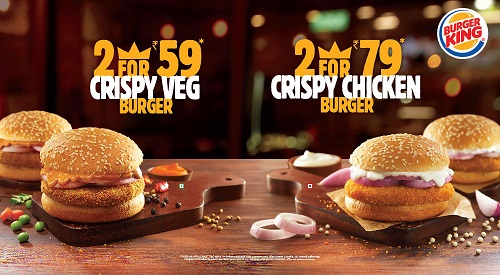 2 FOR ₹59*
CRISPY VEG
BURGER
2 FOR ₹79*
CRISPY CHICKEN
BURGER
BURGER
KING